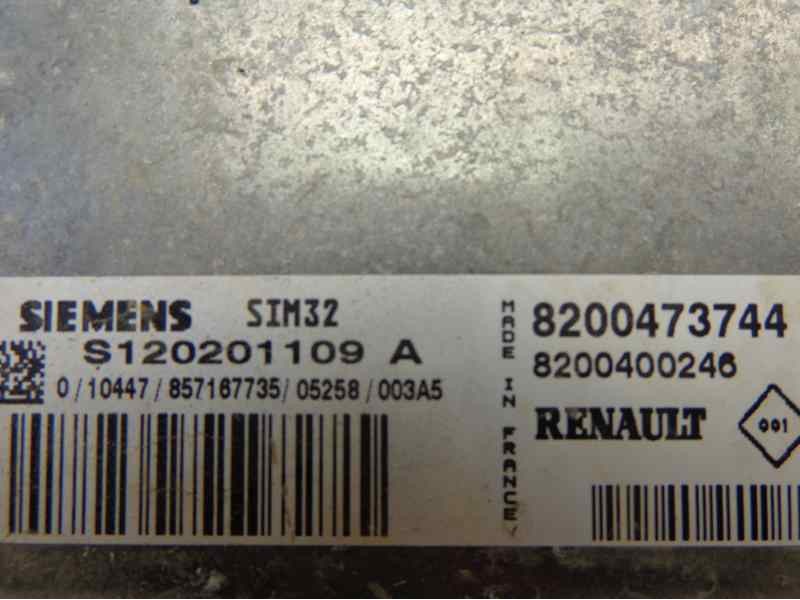 SIEMENS SIM32
S120201109 A
0/10447/857167735/05258/003A5
MADE IN FRANCE
8200473744
8200400246
RENAULT
001